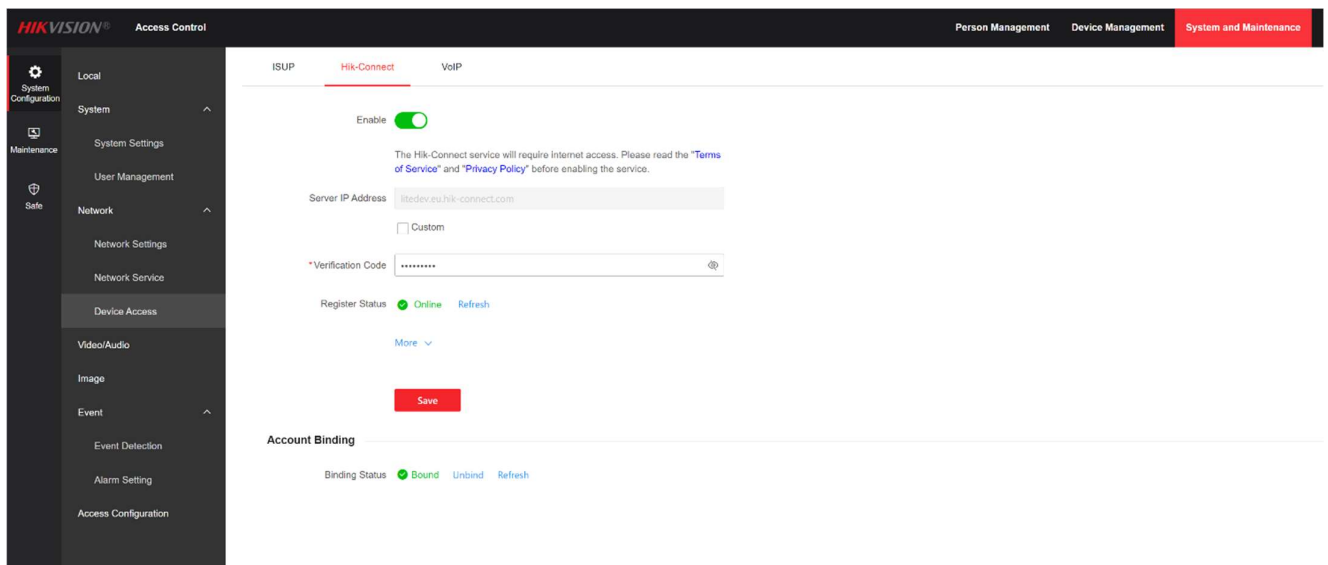 HIKVISION® Access Control Person Management Device Management System and Maintenance
System
Configuration
Maintenance
Safe
Local
System
System Settings
User Management
Network
Network Settings
Network Service
Device Access
Video/Audio
Image
Event
Event Detection
Alarm Setting
Access Configuration
ISUP Hik-Connect VoIP
Enable
The Hik-Connect service will require internet access. Please read the "Terms
of Service" and "Privacy Policy" before enabling the service.
Server IP Address litedev.eu.hik-connect.com
Custom
*Verification Code •••••••••
Register Status Online Refresh
More
Save
Account Binding
Binding Status Bound Unbind Refresh